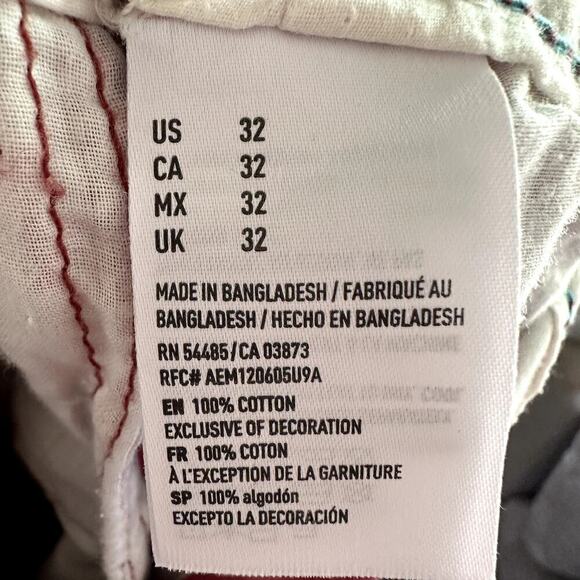 US 32
CA 32
MX 32
UK 32
MADE IN BANGLADESH / FABRIQUÉ AU
BANGLADESH / HECHO EN BANGLADESH
RN 54485/CA 03873
RFC# AEM120605U9A
EN 100% COTTON
EXCLUSIVE OF DECORATION
FR 100% COTON
À L'EXCEPTION DE LA GARNITURE
SP 100% algodón
EXCEPTO LA DECORACIÓN